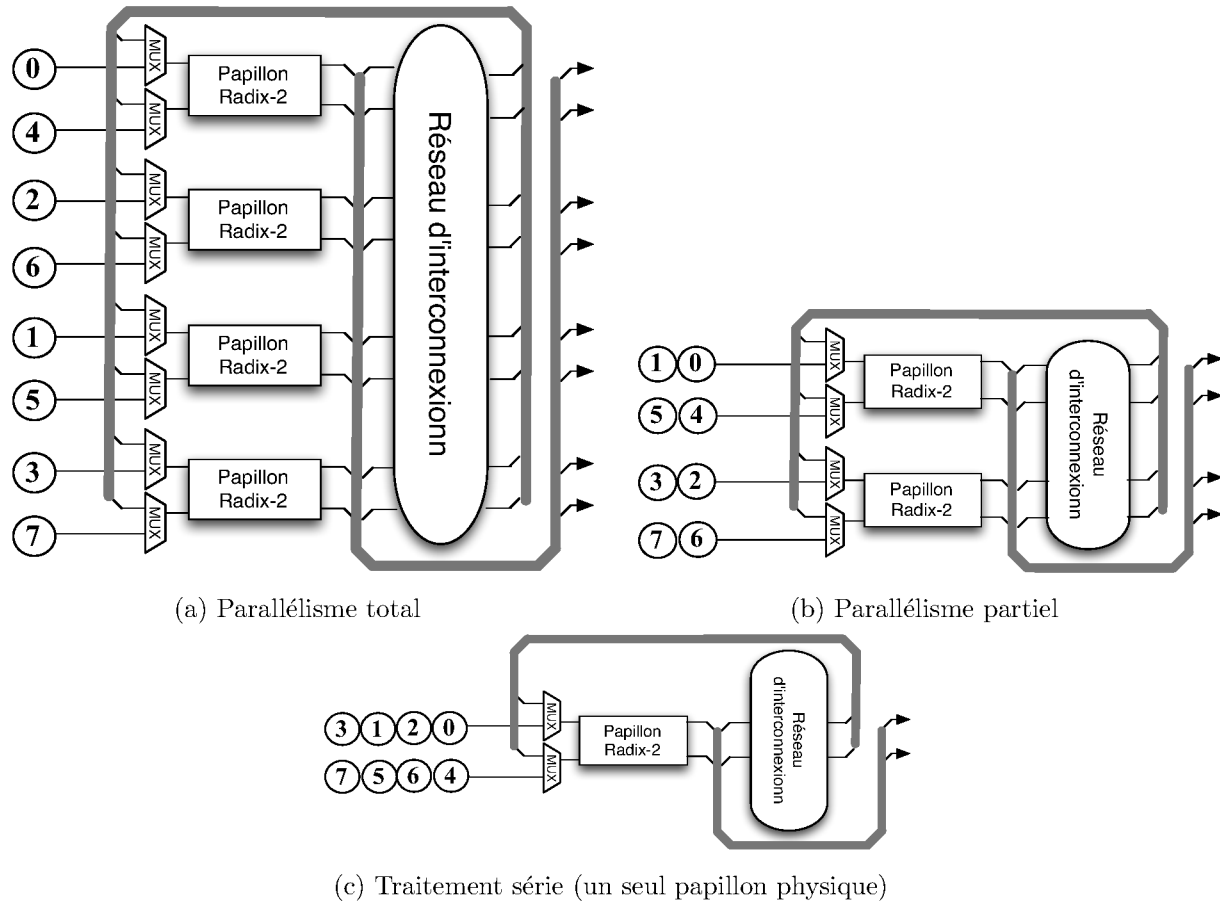 0
MUX
Papillon
Radix-2
4
MUX
2
MUX
Papillon
Radix-2
6
MUX
1
MUX
Papillon
Radix-2
5
MUX
3
MUX
Papillon
Radix-2
7
MUX
Réseau d'interconnexionn
(a) Parallélisme total
1 0
MUX
Papillon
Radix-2
5 4
MUX
3 2
MUX
Papillon
Radix-2
7 6
MUX
Réseau
d'interconnexionn
(b) Parallélisme partiel
3 1 2 0
MUX
Papillon
Radix-2
7 5 6 4
MUX
Réseau
d'interconnexionn
(c) Traitement série (un seul papillon physique)